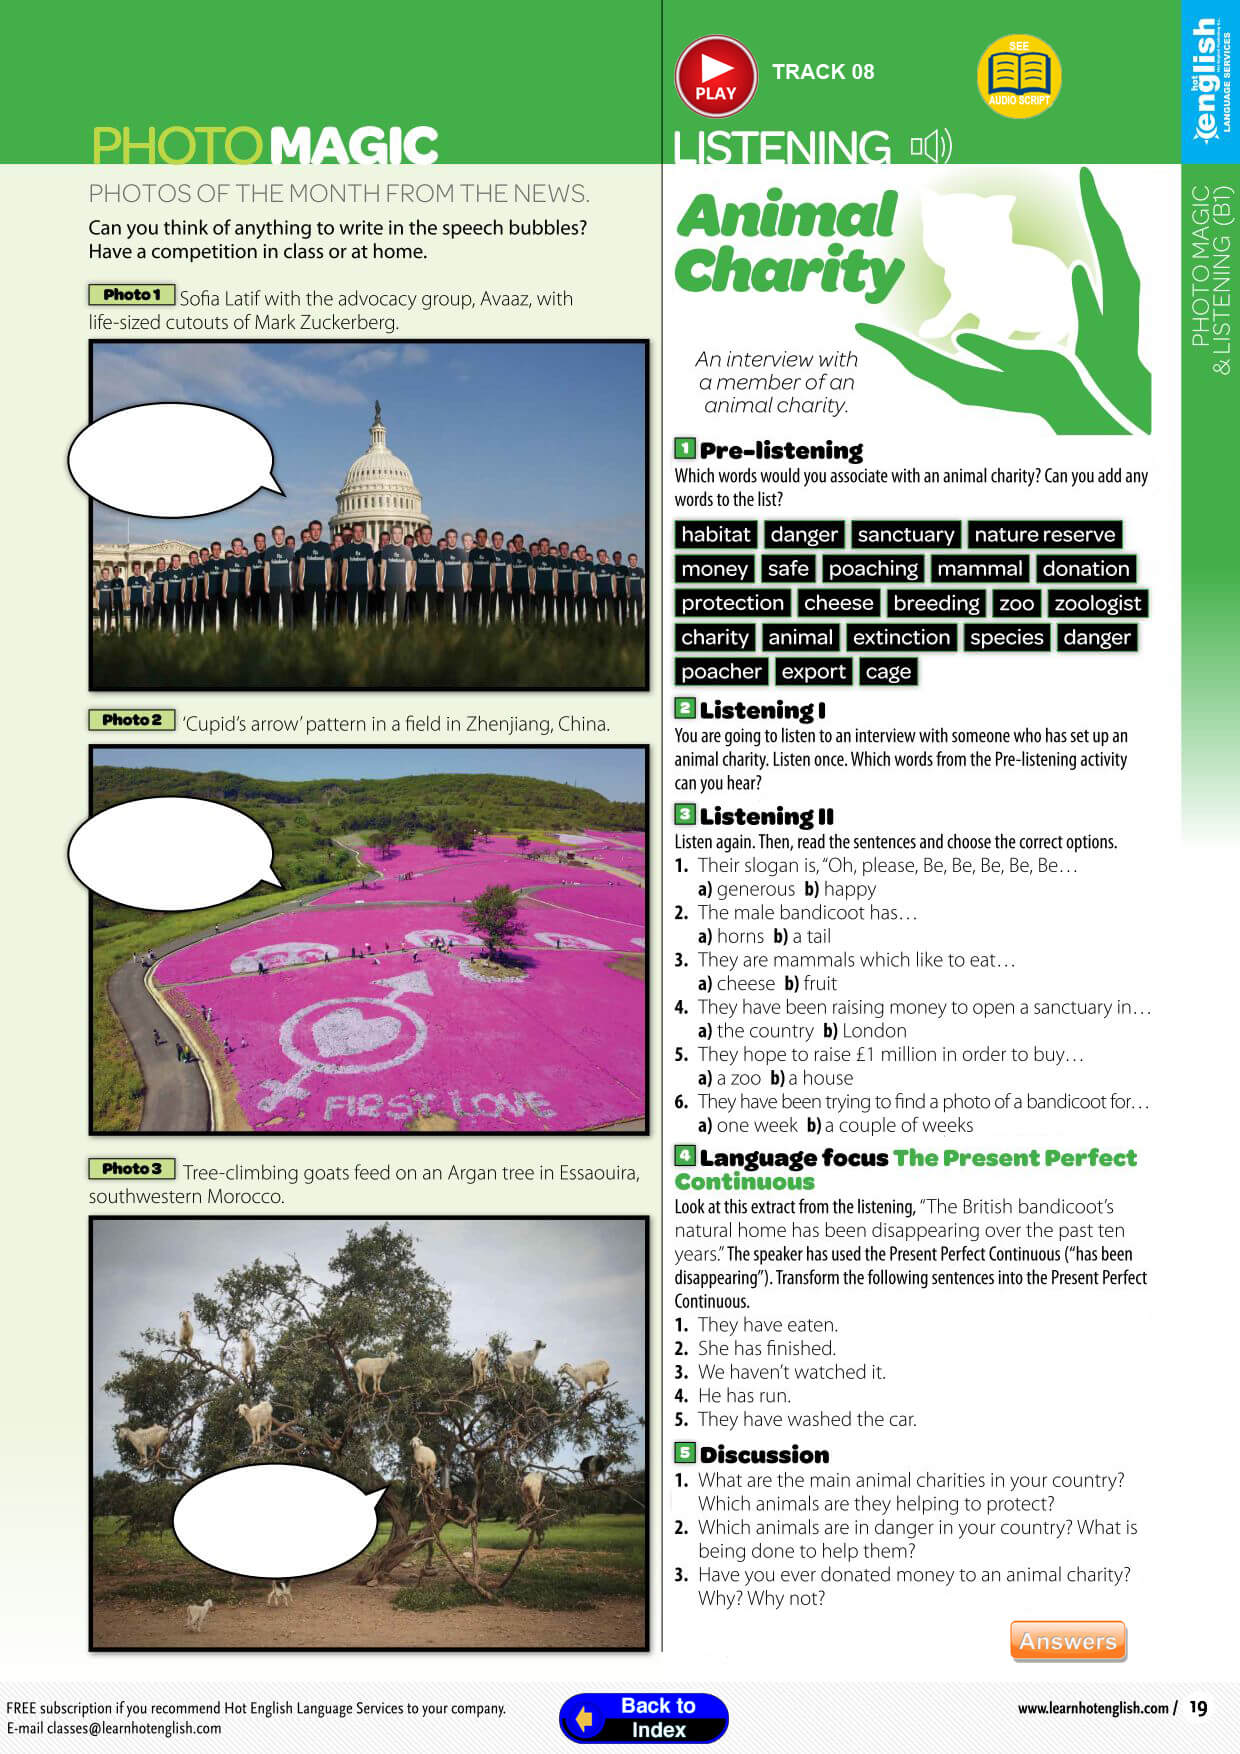 PHOTO MAGIC
PHOTOS OF THE MONTH FROM THE NEWS.
Can you think of anything to write in the speech bubbles?
Have a competition in class or at home.
Photo 1 Sofia Latif with the advocacy group, Avaaz, with
life-sized cutouts of Mark Zuckerberg.
Photo 2 'Cupid's arrow' pattern in a field in Zhenjiang, China.
FIRST LOVE
Photo 3 Tree-climbing goats feed on an Argan tree in Essaouira,
southwestern Morocco.
PLAY
TRACK 08
SEE
AUDIO SCRIPT
LISTENING
Animal
Charity
An interview with
a member of an
animal charity.
1 Pre-listening
Which words would you associate with an animal charity? Can you add any
words to the list?
habitat danger sanctuary nature reserve
money safe poaching mammal donation
protection cheese breeding zoo zoologist
charity animal extinction species danger
poacher export cage
2 Listening I
You are going to listen to an interview with someone who has set up an
animal charity. Listen once. Which words from the Pre-listening activity
can you hear?
3 Listening II
Listen again. Then, read the sentences and choose the correct options.
1. Their slogan is, “Oh, please, Be, Be, Be, Be, Be…
a) generous b) happy
2. The male bandicoot has…
a) horns b) a tail
3. They are mammals which like to eat…
a) cheese b) fruit
4. They have been raising money to open a sanctuary in…
a) the country b) London
5. They hope to raise £1 million in order to buy…
a) a zoo b) a house
6. They have been trying to find a photo of a bandicoot for…
a) one week b) a couple of weeks
4 Language focus The Present Perfect
Continuous
Look at this extract from the listening, “The British bandicoot’s
natural home has been disappearing over the past ten
years.” The speaker has used the Present Perfect Continuous (“has been
disappearing”). Transform the following sentences into the Present Perfect
Continuous.
1. They have eaten.
2. She has finished.
3. We haven’t watched it.
4. He has run.
5. They have washed the car.
5 Discussion
1. What are the main animal charities in your country?
Which animals are they helping to protect?
2. Which animals are in danger in your country? What is
being done to help them?
3. Have you ever donated money to an animal charity?
Why? Why not?
Answers
hot english
LANGUAGE SERVICES
PHOTO MAGIC
& LISTENING (B1)
FREE subscription if you recommend Hot English Language Services to your company.
E-mail classes@learnhotenglish.com
Back to
Index
www.learnhotenglish.com / 19